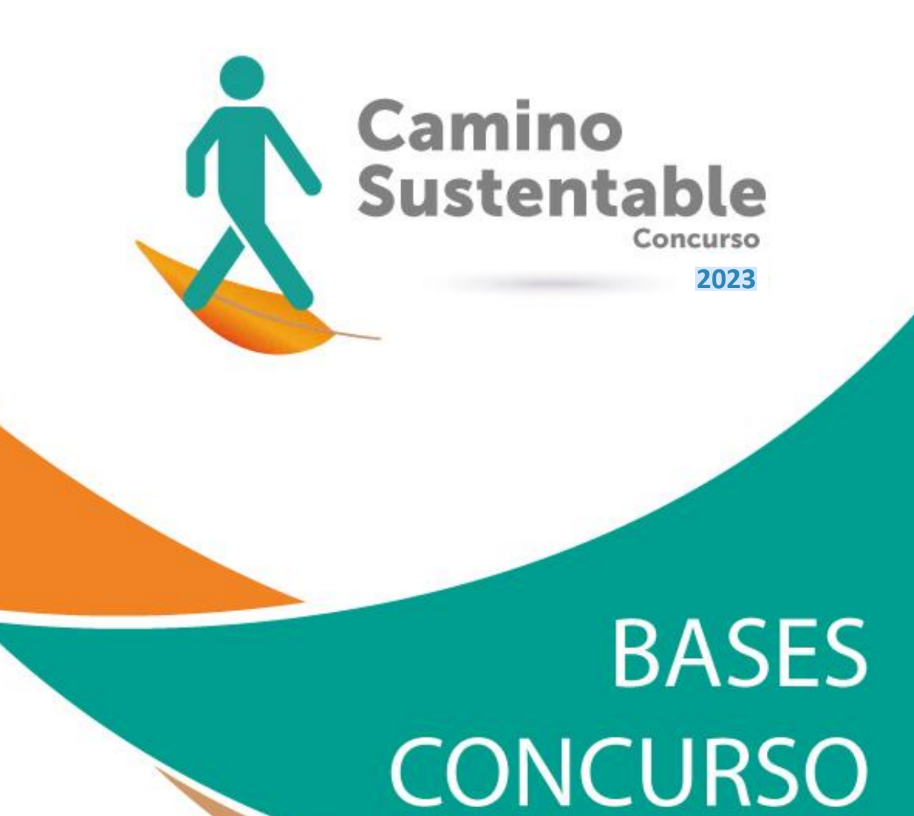 Camino
Sustentable
Concurso
2023
BASES
CONCURSO